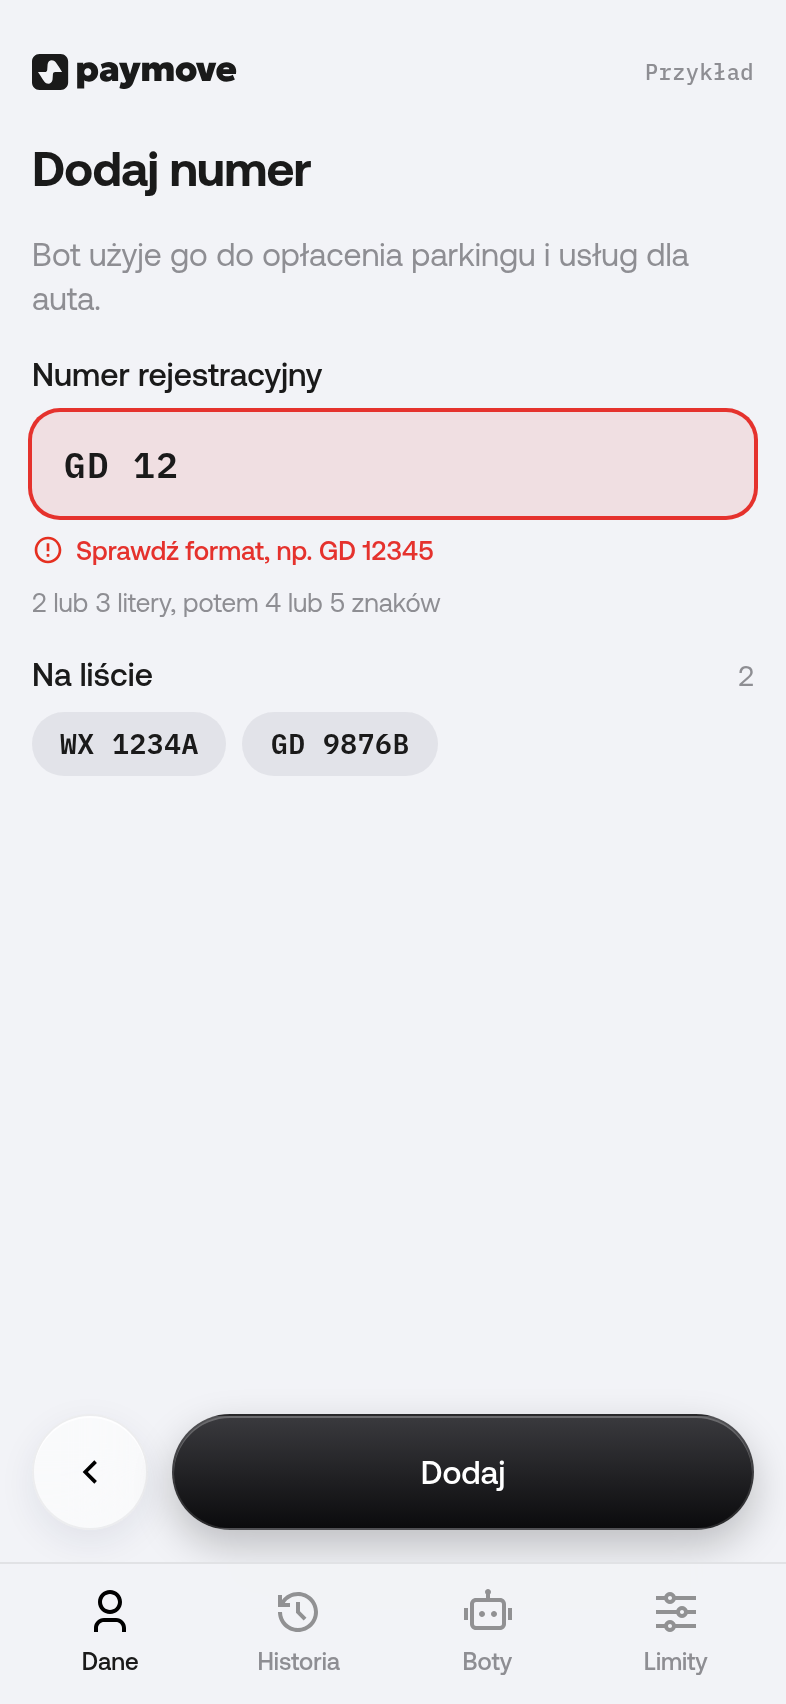 paymove
Przykład
Dodaj numer
Bot użyje go do opłacenia parkingu i usług dla
auta.
Numer rejestracyjny
GD 12
Sprawdź format, np. GD 12345
2 lub 3 litery, potem 4 lub 5 znaków
Na liście
2
WX 1234A
GD 9876B
Dodaj
Dane
Historia
Boty
Limity